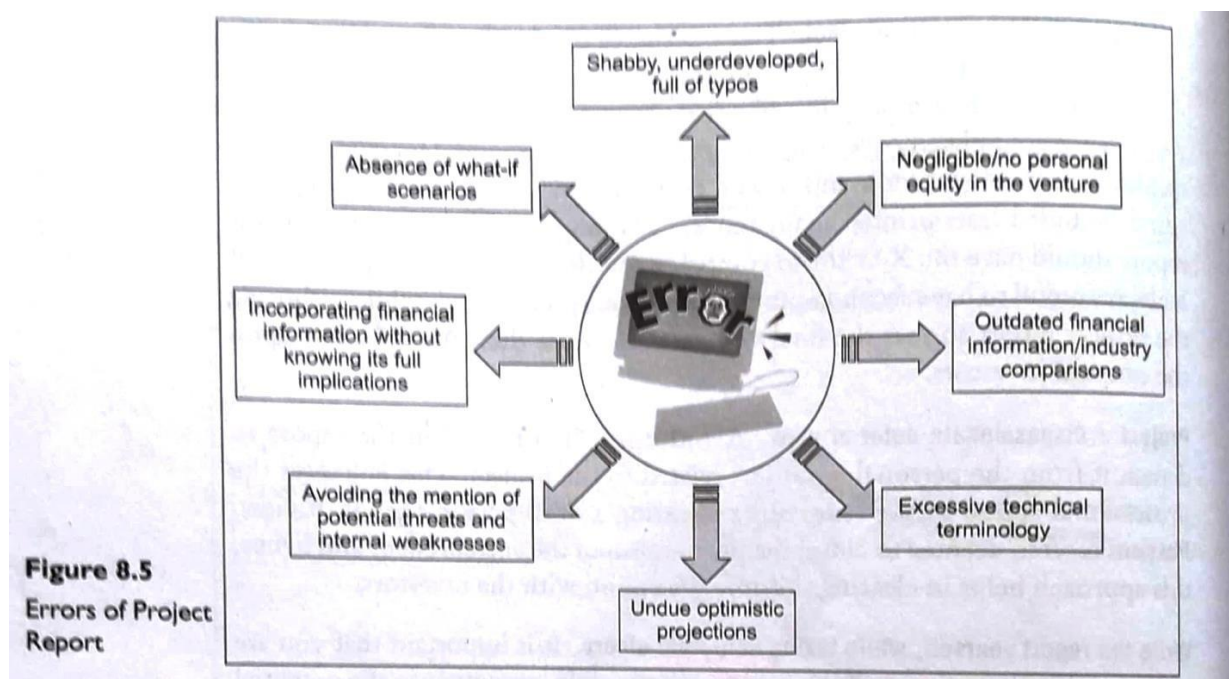 Shabby, underdeveloped,
full of typos
Absence of what-if
scenarios
Negligible/no personal
equity in the venture
Error
Incorporating financial
information without
knowing its full
implications
Outdated financial
information/industry
comparisons
Avoiding the mention of
potential threats and
internal weaknesses
Excessive technical
terminology
Undue optimistic
projections
Figure 8.5
Errors of Project
Report